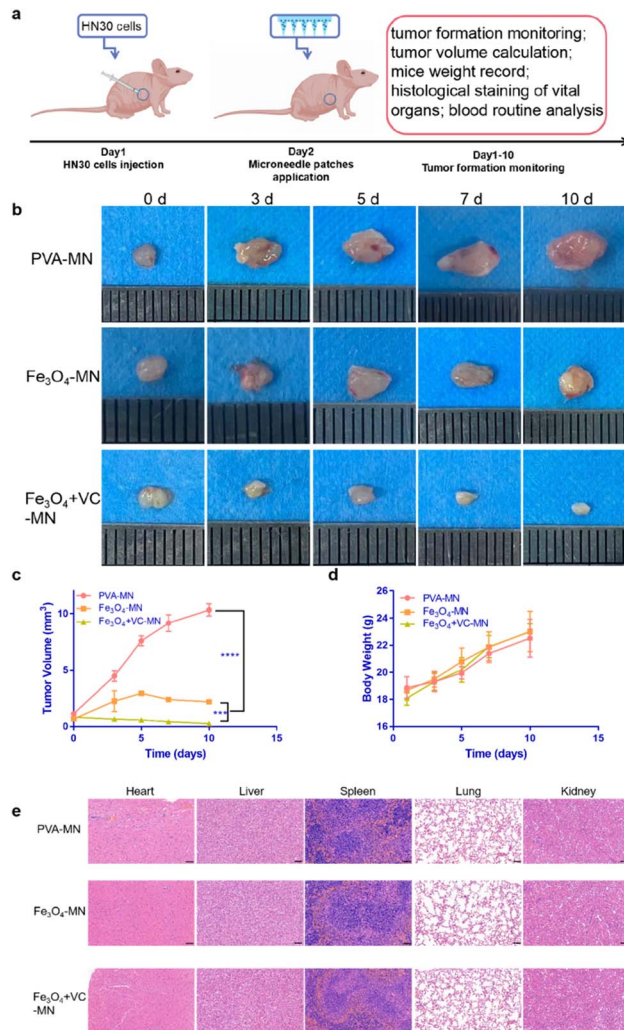 a
HN30 cells
tumor formation monitoring;
tumor volume calculation;
mice weight record;
histological staining of vital
organs; blood routine analysis
Day1
HN30 cells injection
Day2
Microneedle patches
application
Day1-10
Tumor formation monitoring
b
0 d 3 d 5 d 7 d 10 d
PVA-MN
Fe₃O₄-MN
Fe₃O₄+VC
-MN
c
Tumor Volume (mm³)
10
5
0
PVA-MN
Fe₃O₄-MN
Fe₃O₄+VC-MN
****
***
0 5 10 15
Time (days)
d
Body Weight (g)
26
24
22
20
18
16
PVA-MN
Fe₃O₄-MN
Fe₃O₄+VC-MN
0 5 10 15
Time (days)
e
Heart Liver Spleen Lung Kidney
PVA-MN
Fe₃O₄-MN
Fe₃O₄+VC
-MN